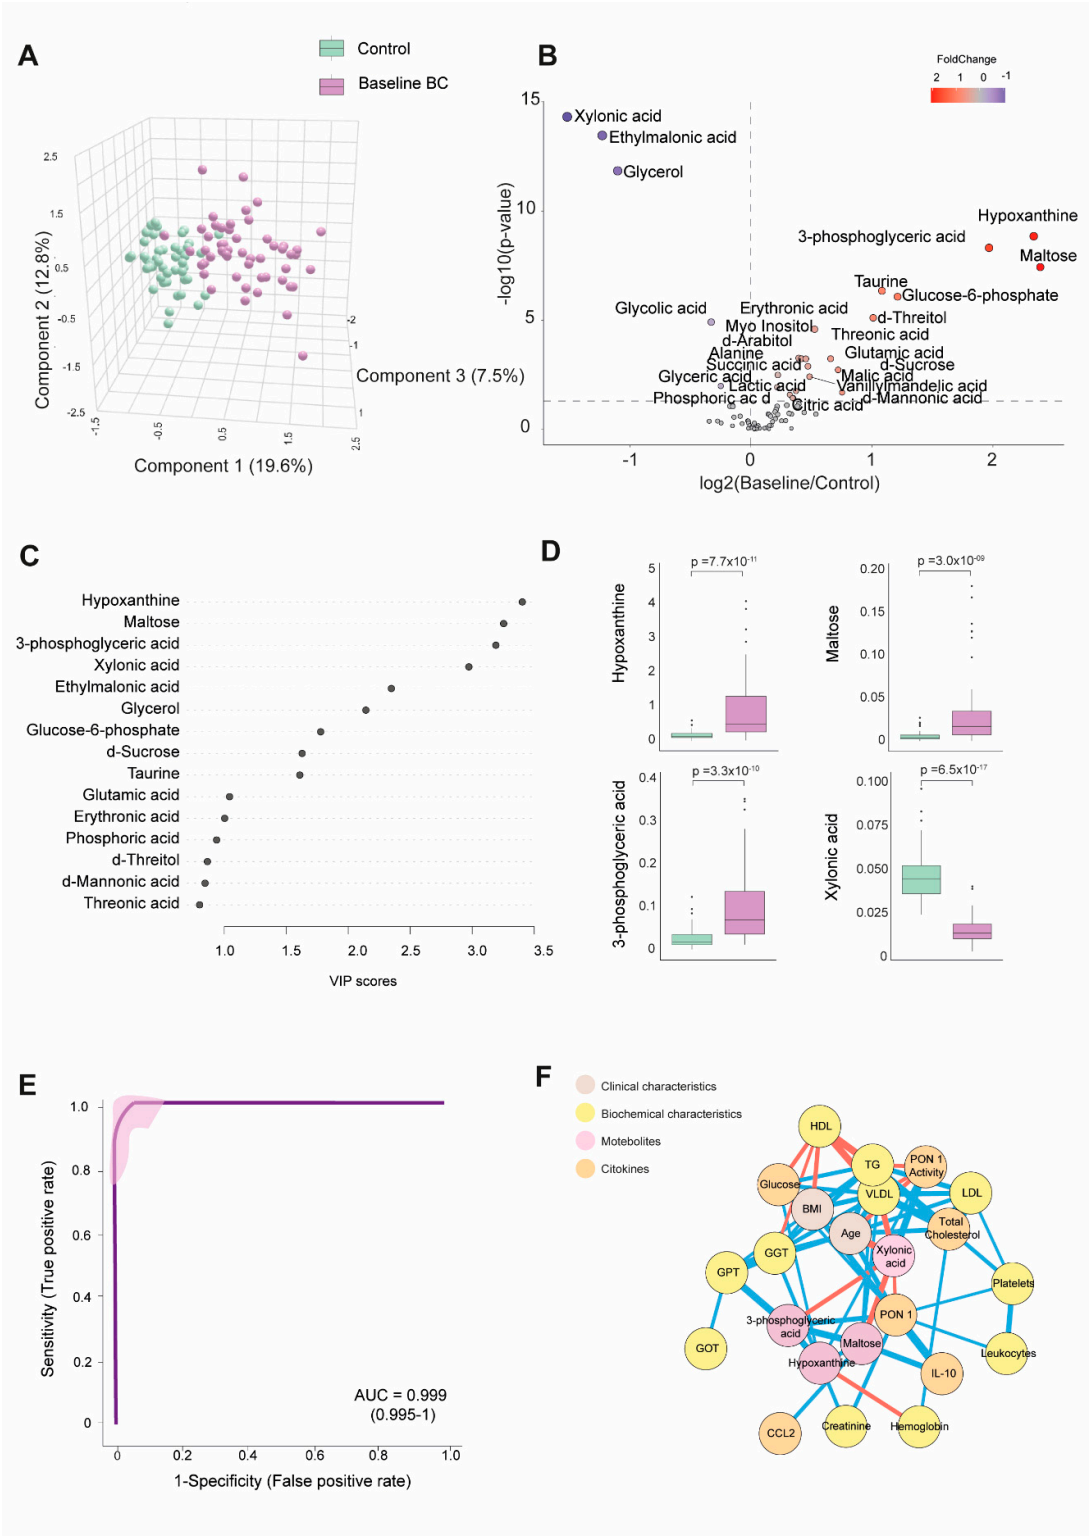 A
Control
Baseline BC
2.5
1.5
0.5
-0.5
-1.5
-2.5
Component 2 (12.8%)
-1.5
-0.5
0.5
1.5
2.5
Component 1 (19.6%)
-2
-1
1
Component 3 (7.5%)
B
FoldChange
2 1 0 -1
15
10
5
0
-log10(p-value)
Xylonic acid
Ethylmalonic acid
Glycerol
Hypoxanthine
3-phosphoglyceric acid
Maltose
Taurine
Glucose-6-phosphate
Glycolic acid
Erythronic acid
d-Threitol
Myo Inositol
Threonic acid
d-Arabitol
Alanine
Glutamic acid
Succinic acid
d-Sucrose
Glyceric acid
Malic acid
Lactic acid
Vanillylmandelic acid
Phosphoric ac d
Citric acid
d-Mannonic acid
-1 0 1 2
log2(Baseline/Control)
C
Hypoxanthine
Maltose
3-phosphoglyceric acid
Xylonic acid
Ethylmalonic acid
Glycerol
Glucose-6-phosphate
d-Sucrose
Taurine
Glutamic acid
Erythronic acid
Phosphoric acid
d-Threitol
d-Mannonic acid
Threonic acid
1.0 1.5 2.0 2.5 3.0 3.5
VIP scores
D
p =7.7x10-11
5
4
3
2
1
0
Hypoxanthine
p =3.0x10-09
0.20
0.15
0.10
0.05
0
Maltose
p =3.3x10-10
0.4
0.3
0.2
0.1
0
3-phosphoglyceric acid
p =6.5x10-17
0.100
0.075
0.050
0.025
0
Xylonic acid
E
1.0
0.8
0.6
0.4
0.2
0
Sensitivity (True positive rate)
AUC = 0.999
(0.995-1)
0 0.2 0.4 0.6 0.8 1.0
1-Specificity (False positive rate)
F
Clinical characteristics
Biochemical characteristics
Motebolites
Citokines
HDL
TG
PON 1
Activity
Glucose
VLDL
LDL
BMI
Age
Total
Cholesterol
GGT
Xylonic
acid
GPT
Platelets
3-phosphoglyceric
acid
PON 1
GOT
Maltose
Leukocytes
Hypoxanthine
IL-10
CCL2
Creatinine
Hemoglobin